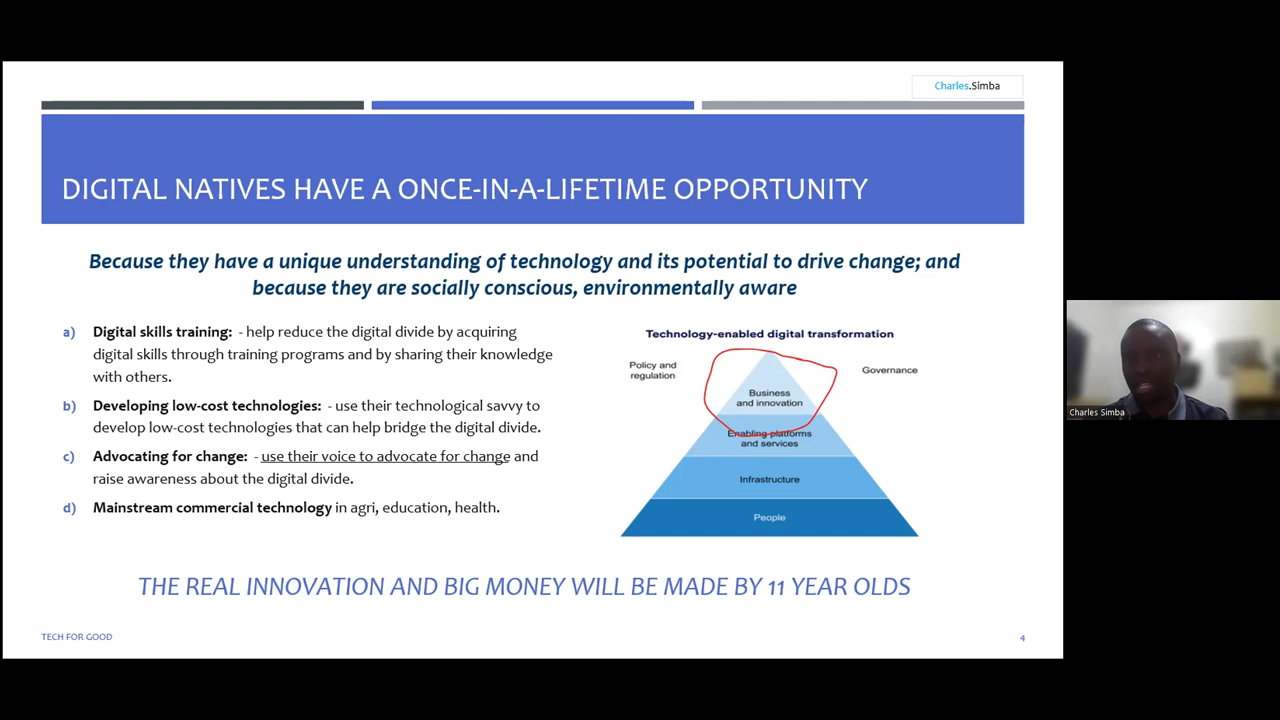 Charles.Simba
DIGITAL NATIVES HAVE A ONCE-IN-A-LIFETIME OPPORTUNITY
Because they have a unique understanding of technology and its potential to drive change; and
because they are socially conscious, environmentally aware
a) Digital skills training: - help reduce the digital divide by acquiring
digital skills through training programs and by sharing their knowledge
with others.
b) Developing low-cost technologies: - use their technological savvy to
develop low-cost technologies that can help bridge the digital divide.
c) Advocating for change: - use their voice to advocate for change and
raise awareness about the digital divide.
d) Mainstream commercial technology in agri, education, health.
Technology-enabled digital transformation
Policy and
regulation
Governance
Business
and innovation
Enabling platforms
and services
Infrastructure
People
THE REAL INNOVATION AND BIG MONEY WILL BE MADE BY 11 YEAR OLDS
TECH FOR GOOD
4
Charles Simba